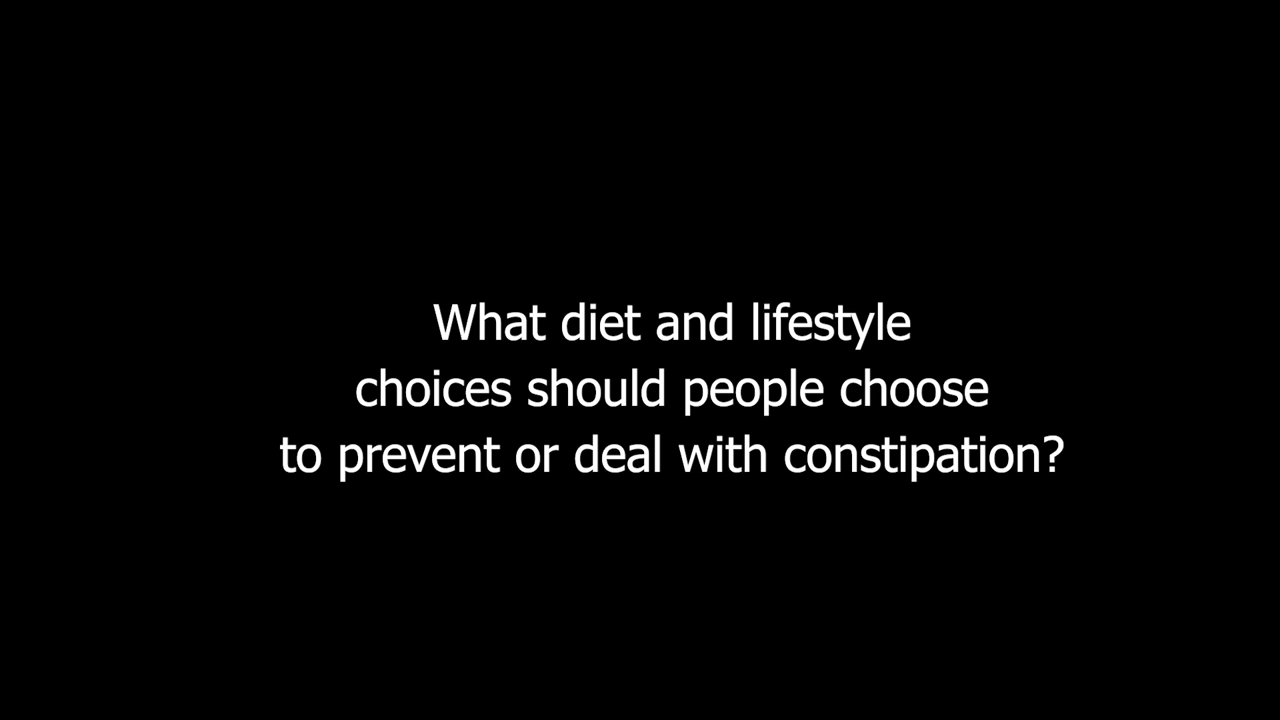 What diet and lifestyle
choices should people choose
to prevent or deal with constipation?